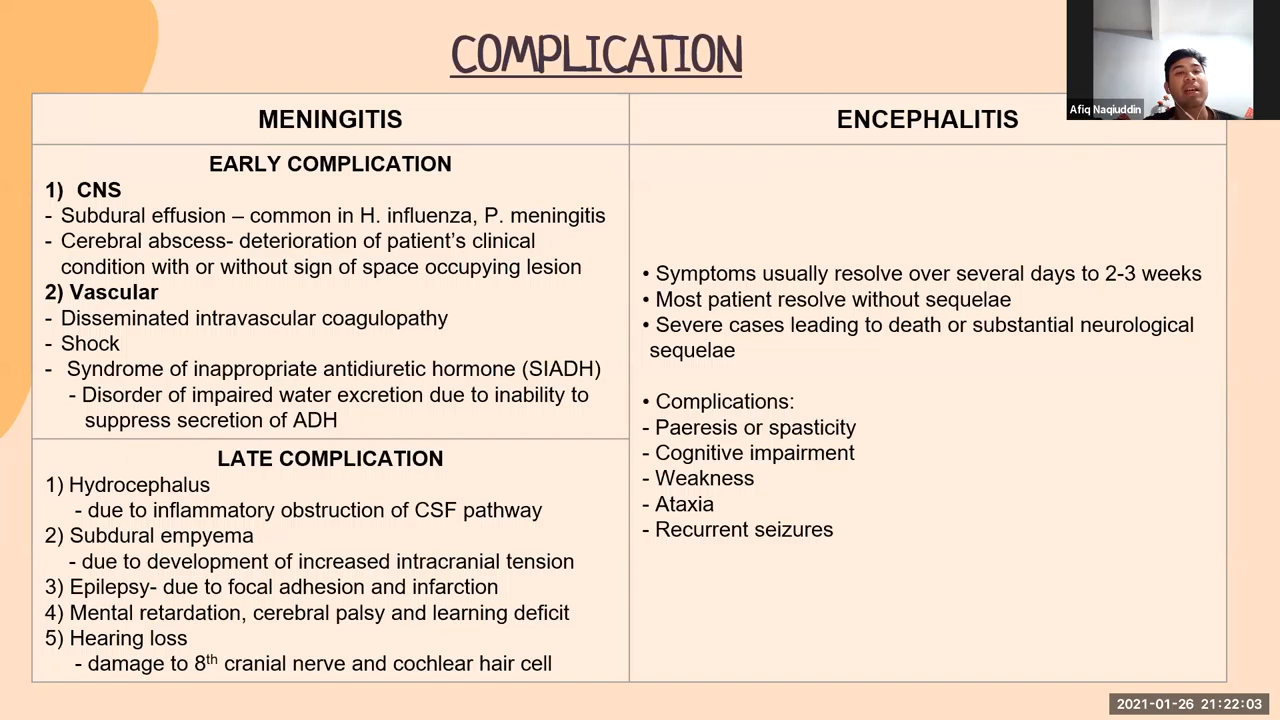 COMPLICATION
Afiq Naqiuddin
MENINGITIS
ENCEPHALITIS
EARLY COMPLICATION
1) CNS
- Subdural effusion – common in H. influenza, P. meningitis
- Cerebral abscess- deterioration of patient's clinical
condition with or without sign of space occupying lesion
2) Vascular
- Disseminated intravascular coagulopathy
- Shock
- Syndrome of inappropriate antidiuretic hormone (SIADH)
- Disorder of impaired water excretion due to inability to
suppress secretion of ADH
LATE COMPLICATION
1) Hydrocephalus
- due to inflammatory obstruction of CSF pathway
2) Subdural empyema
- due to development of increased intracranial tension
3) Epilepsy- due to focal adhesion and infarction
4) Mental retardation, cerebral palsy and learning deficit
5) Hearing loss
- damage to 8th cranial nerve and cochlear hair cell
• Symptoms usually resolve over several days to 2-3 weeks
• Most patient resolve without sequelae
• Severe cases leading to death or substantial neurological
sequelae
• Complications:
- Paeresis or spasticity
- Cognitive impairment
- Weakness
- Ataxia
- Recurrent seizures
2021-01-26 21:22:03